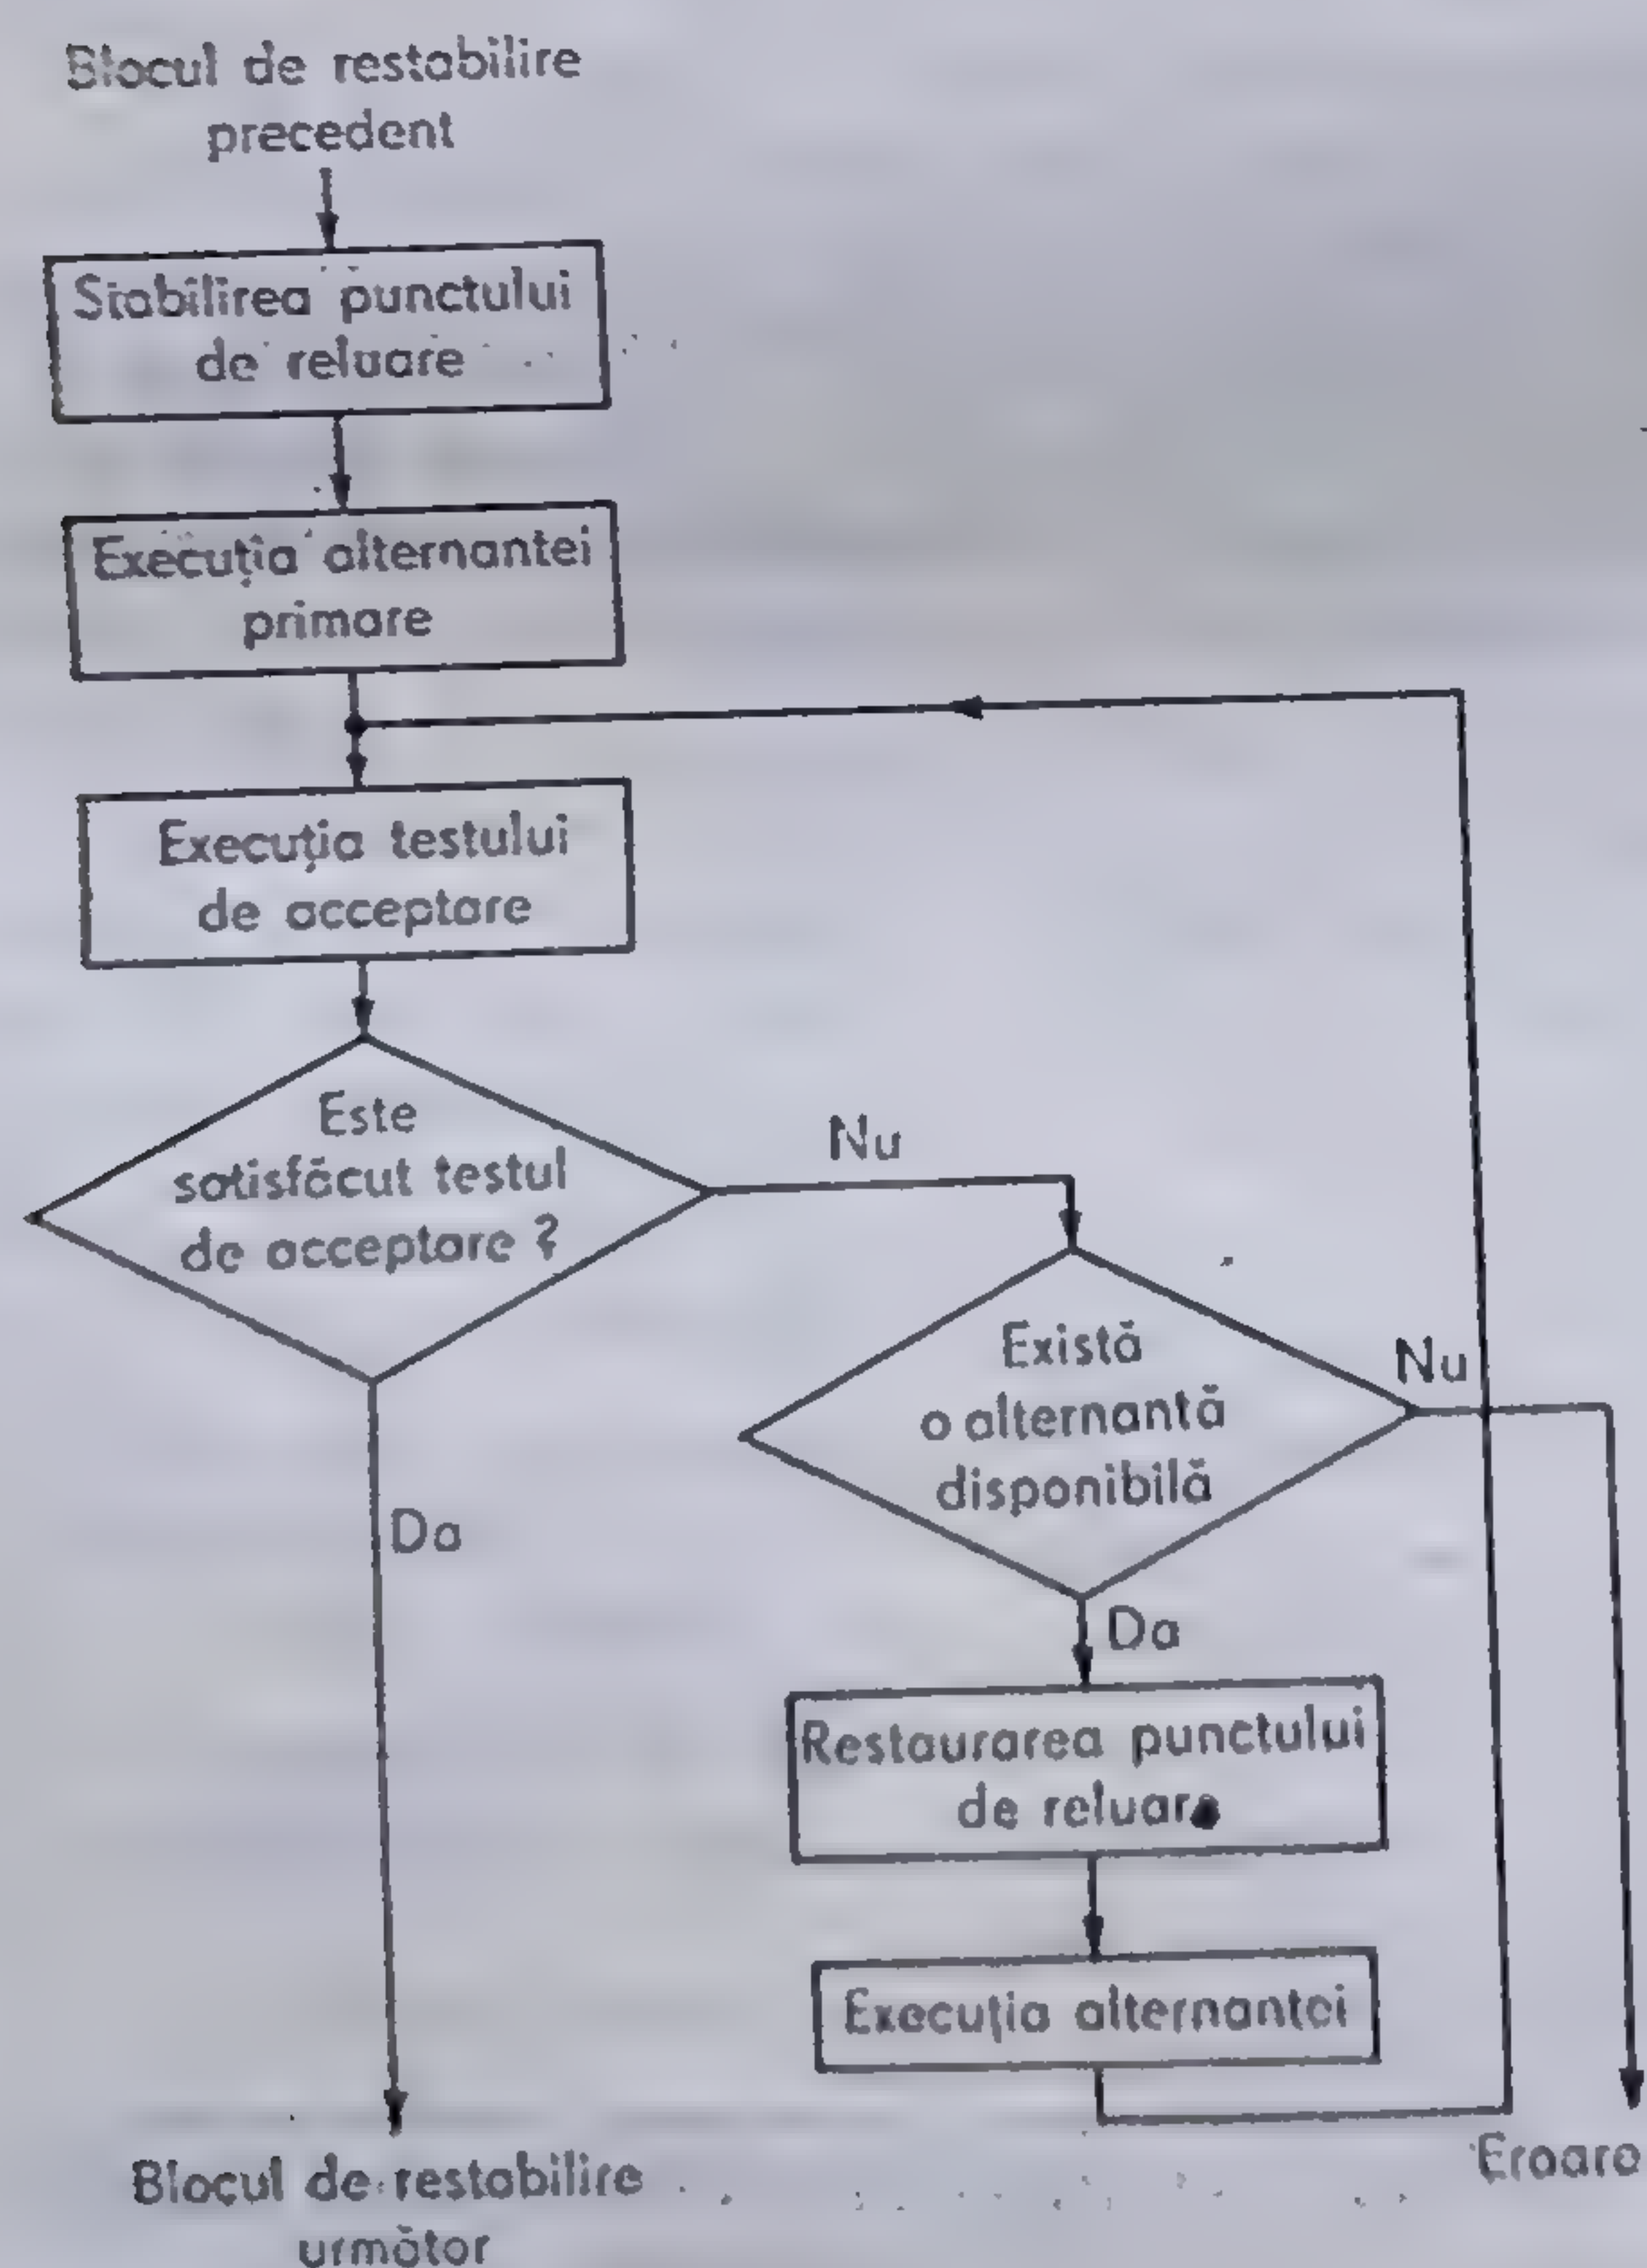 Blocul de restabilire
precedent
Stabilirea punctului
de reluare
Execuția alternantei
primare
Execuția testului
de acceptare
Este
satisfăcut testul
de acceptare ?
Nu
Există
o alternantă
disponibilă
Nu
Da
Da
Restaurarea punctului
de reluare
Execuția alternantei
Eroare
Blocul de restabilire
următor